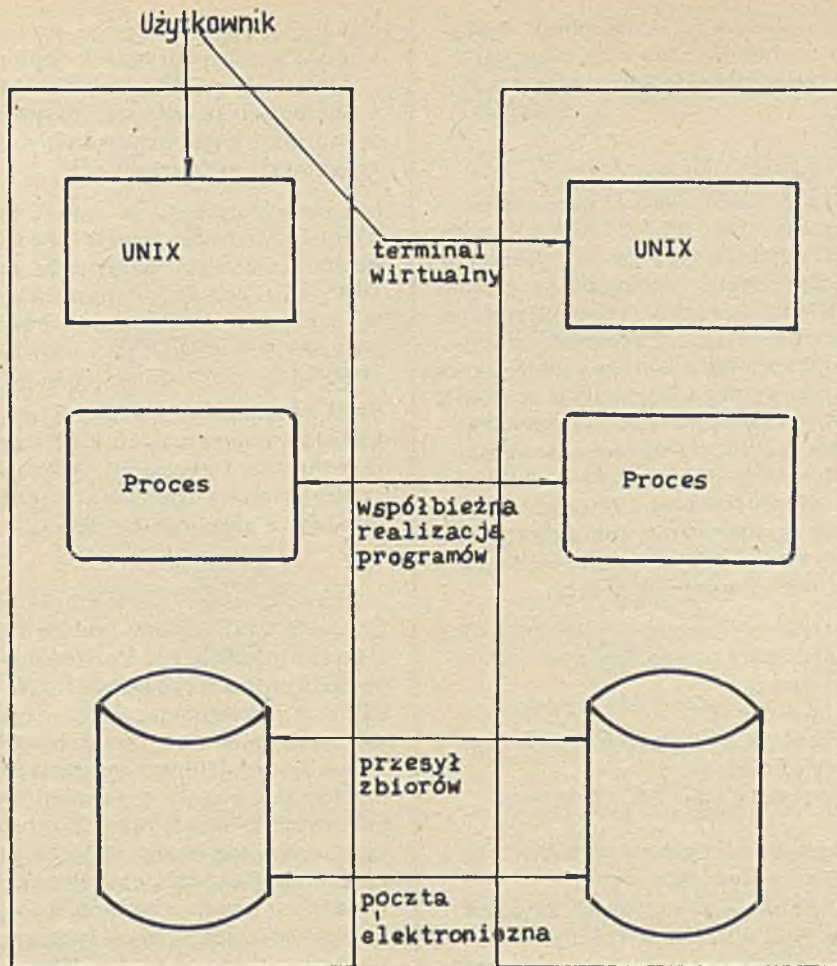 Użytkownik
UNIX
terminal
wirtualny
UNIX
Proces
współbieżna
realizacja
programów
Proces
przesył
zbiorów
poczta
elektroniczna